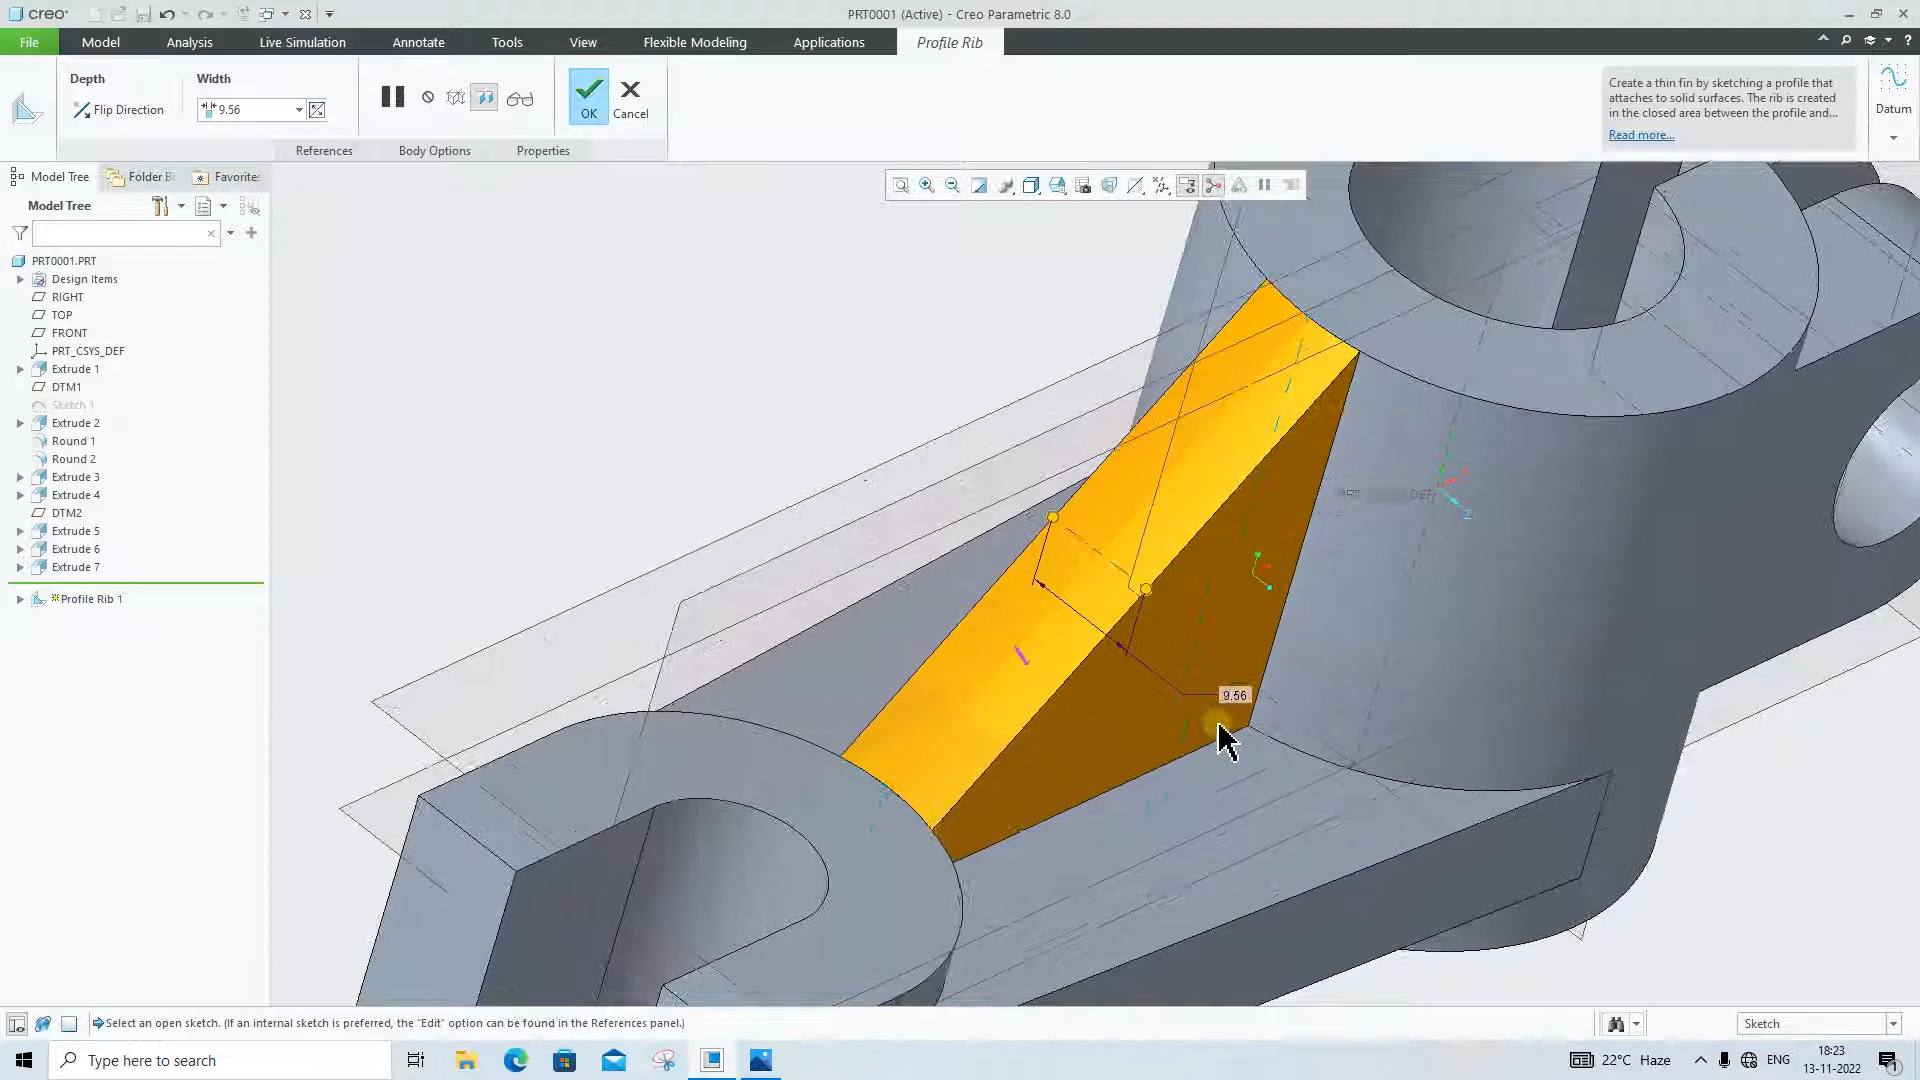 creo
PRT0001 (Active) - Creo Parametric 8.0
File
Model
Analysis
Live Simulation
Annotate
Tools
View
Flexible Modeling
Applications
Profile Rib
Depth
Width
Flip Direction
9.56
OK
Cancel
References
Body Options
Properties
Create a thin fin by sketching a profile that
attaches to solid surfaces. The rib is created
in the closed area between the profile and...
Read more...
Datum
Model Tree
Folder B
Favorite
Model Tree
PRT0001.PRT
Design Items
RIGHT
TOP
FRONT
PRT_CSYS_DEF
Extrude 1
DTM1
Sketch 1
Extrude 2
Round 1
Round 2
Extrude 3
Extrude 4
DTM2
Extrude 5
Extrude 6
Extrude 7
Profile Rib 1
9.56
Select an open sketch. (If an internal sketch is preferred, the "Edit" option can be found in the References panel.)
Sketch
Type here to search
22°C Haze
ENG
18:23
13-11-2022